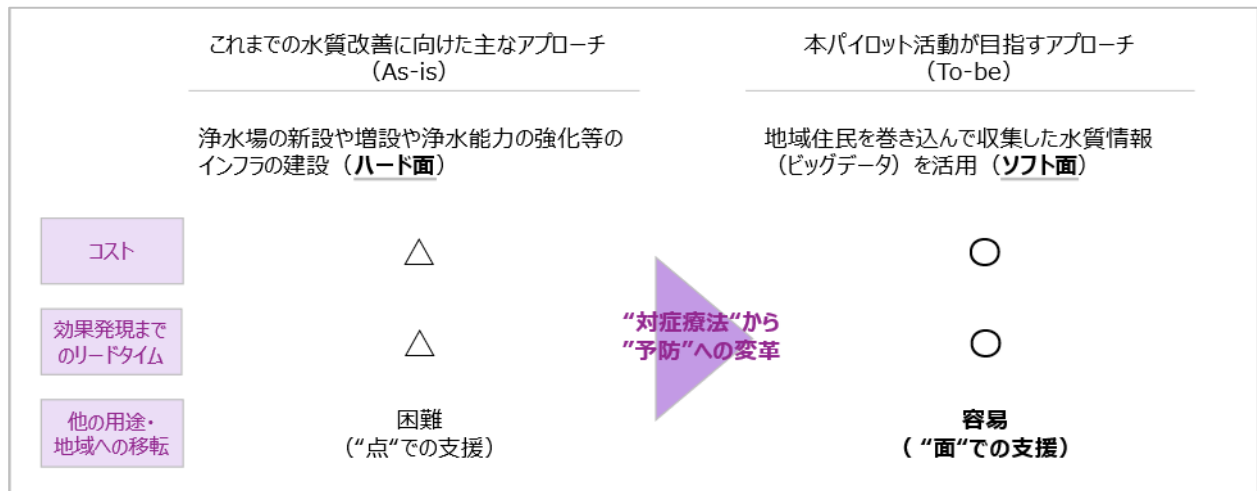 これまでの水質改善に向けた主なアプローチ
（As-is）
本パイロット活動が目指すアプローチ
（To-be）
浄水場の新設や増設や浄水能力の強化等の
インフラの建設（ハード面）
地域住民を巻き込んで収集した水質情報
（ビッグデータ）を活用（ソフト面）
コスト
△
〇
効果発現まで
のリードタイム
△
〇
“対症療法“から
”予防”への変革
他の用途・
地域への移転
困難
（“点“での支援）
容易
（ “面“での支援）